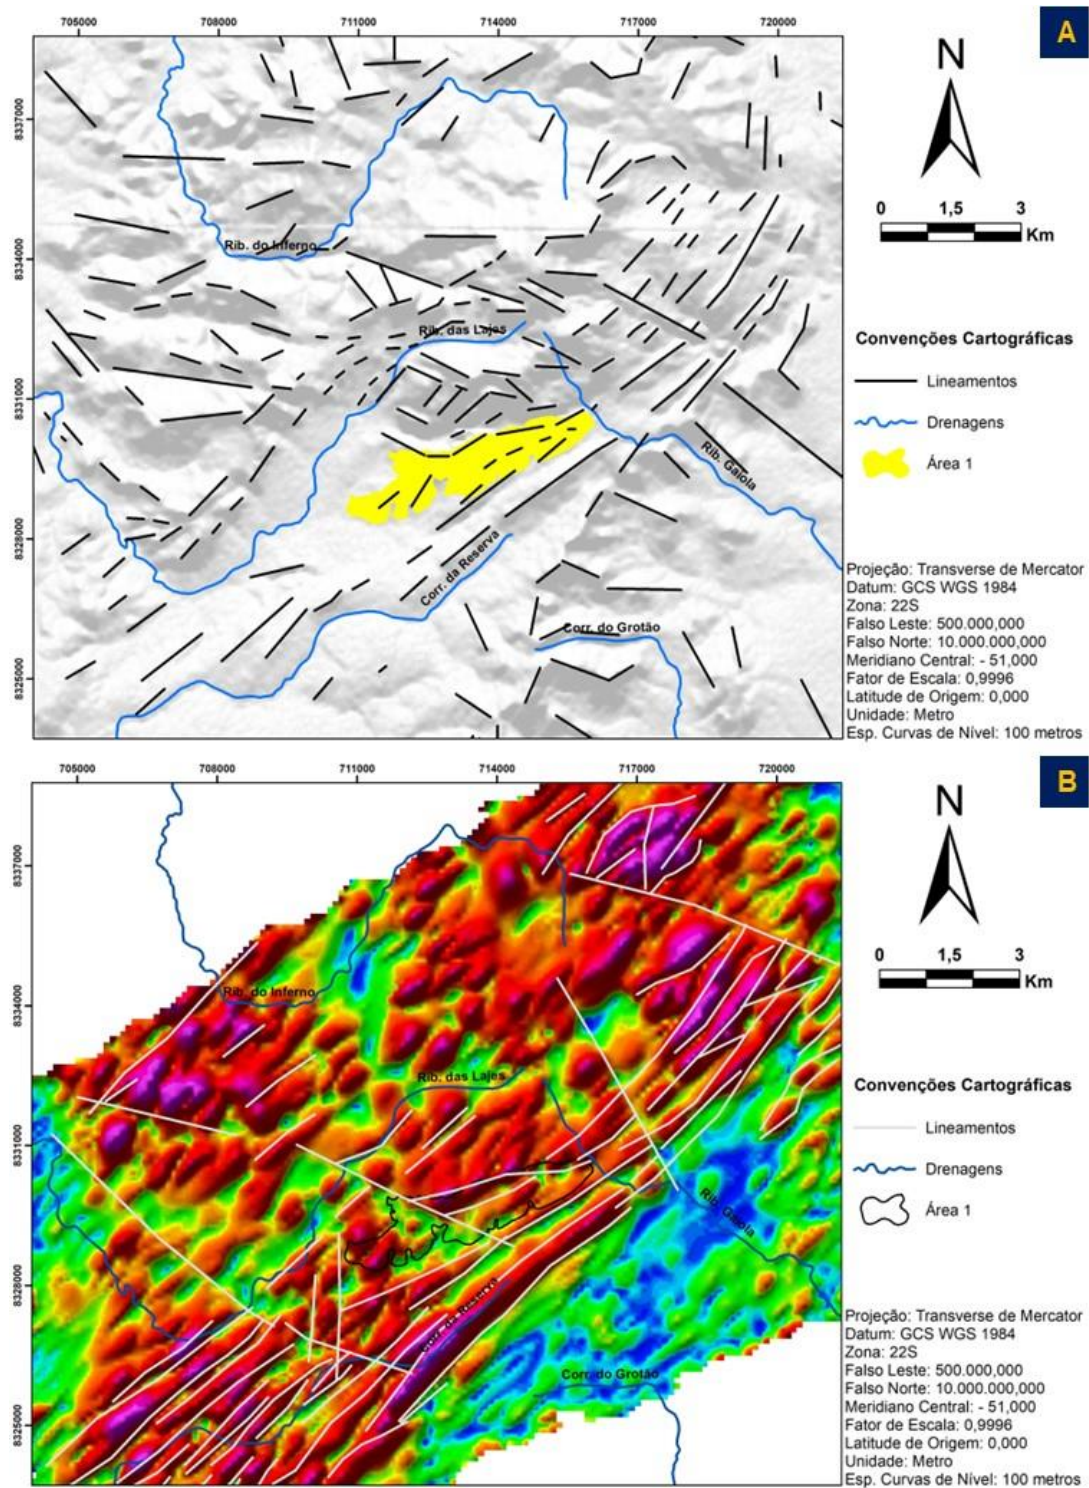 A
705000
708000
711000
714000
717000
720000
8337000
8334000
8331000
8328000
8325000
Rib. do Inferno
Rib. das Lajes
Rib. Gaiola
Corr. da Reserva
Corr. do Grotão
N
0 1,5 3
Km
Convenções Cartográficas
Lineamentos
Drenagens
Área 1
Projeção: Transverse de Mercator
Datum: GCS WGS 1984
Zona: 22S
Falso Leste: 500.000,000
Falso Norte: 10.000.000,000
Meridiano Central: - 51,000
Fator de Escala: 0,9996
Latitude de Origem: 0,000
Unidade: Metro
Esp. Curvas de Nível: 100 metros
B
705000
708000
711000
714000
717000
720000
8337000
8334000
8331000
8328000
8325000
Rib. do Inferno
Rib. das Lajes
Rib. Gaiola
Corr. da Reserva
Corr. do Grotão
N
0 1,5 3
Km
Convenções Cartográficas
Lineamentos
Drenagens
Área 1
Projeção: Transverse de Mercator
Datum: GCS WGS 1984
Zona: 22S
Falso Leste: 500.000,000
Falso Norte: 10.000.000,000
Meridiano Central: - 51,000
Fator de Escala: 0,9996
Latitude de Origem: 0,000
Unidade: Metro
Esp. Curvas de Nível: 100 metros